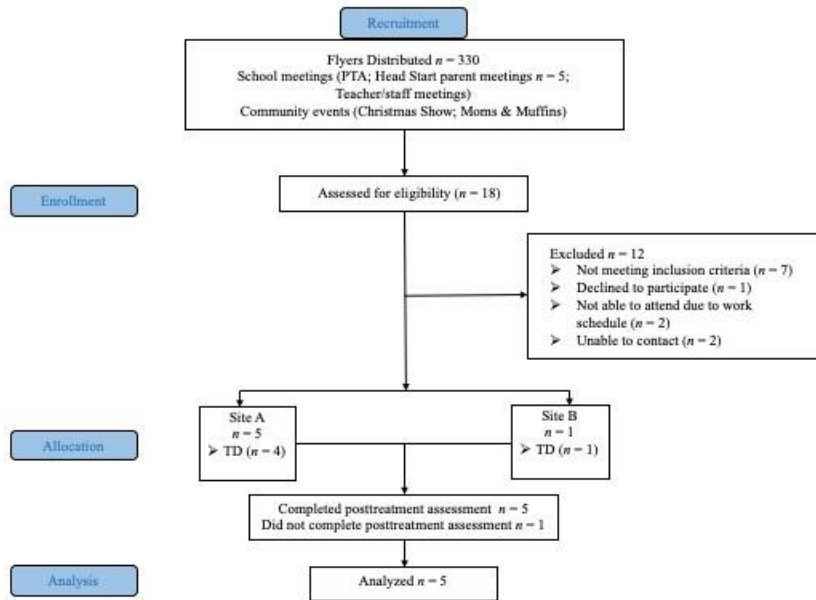 Recruitment
Flyers Distributed n = 330
School meetings (PTA; Head Start parent meetings n = 5;
Teacher/staff meetings)
Community events (Christmas Show; Moms & Muffins)
Enrollment
Assessed for eligibility (n = 18)
Excluded n = 12
➢ Not meeting inclusion criteria (n = 7)
➢ Declined to participate (n = 1)
➢ Not able to attend due to work
schedule (n = 2)
➢ Unable to contact (n = 2)
Allocation
Site A
n = 5
➢ TD (n = 4)
Site B
n = 1
➢ TD (n = 1)
Completed posttreatment assessment n = 5
Did not complete posttreatment assessment n = 1
Analysis
Analyzed n = 5